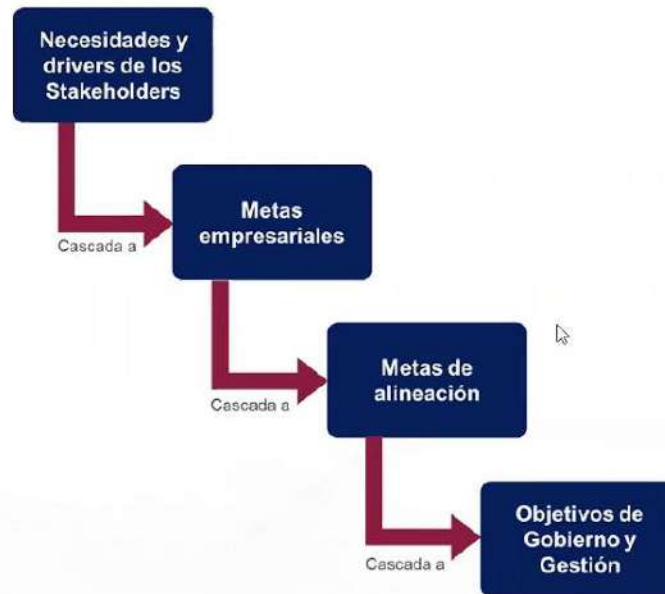 Necesidades y
drivers de los
Stakeholders
Cascada a
Metas
empresariales
Cascada a
Metas de
alineación
Cascada a
Objetivos de
Gobierno y
Gestión